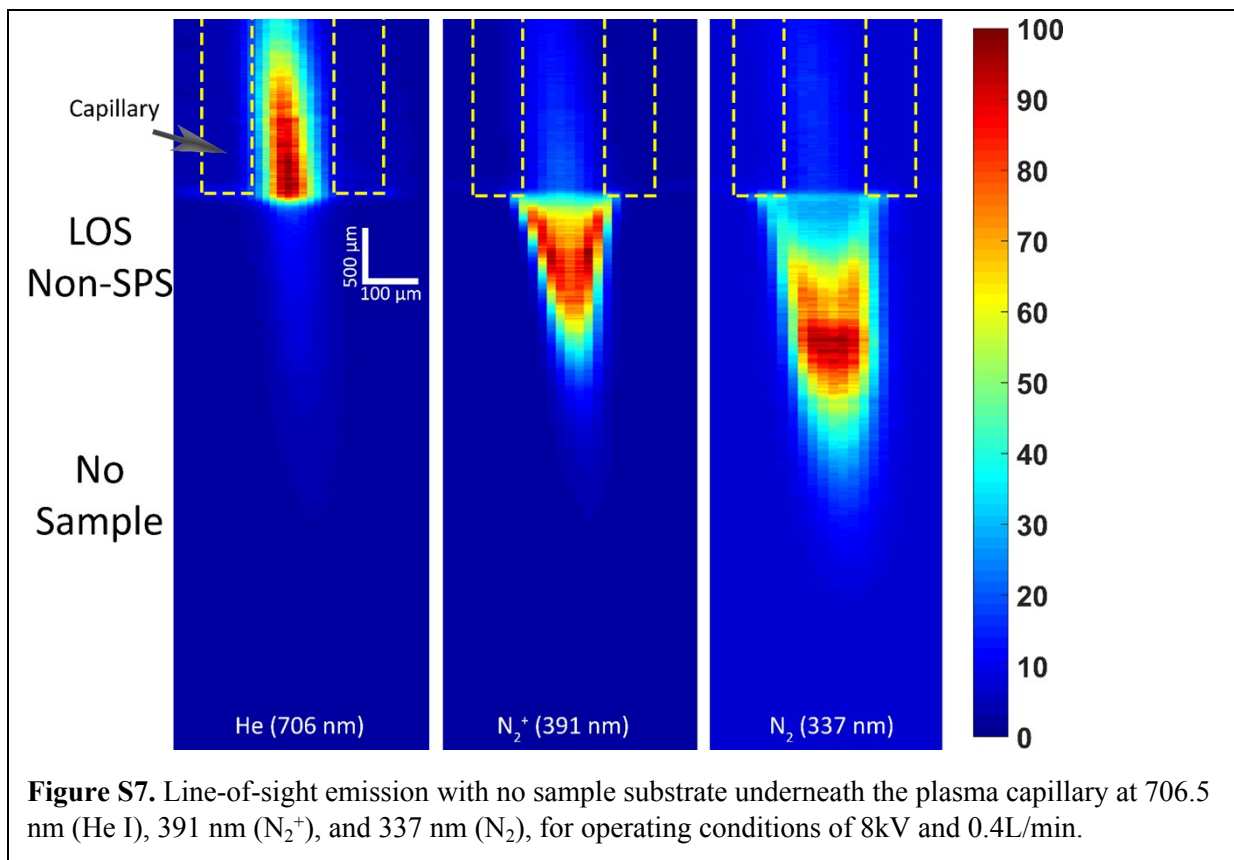 Capillary
LOS
Non-SPS
500 µm
100 µm
No
Sample
He (706 nm)
N₂⁺ (391 nm)
N₂ (337 nm)
100
90
80
70
60
50
40
30
20
10
0
Figure S7. Line-of-sight emission with no sample substrate underneath the plasma capillary at 706.5
nm (He I), 391 nm (N₂⁺), and 337 nm (N₂), for operating conditions of 8kV and 0.4L/min.